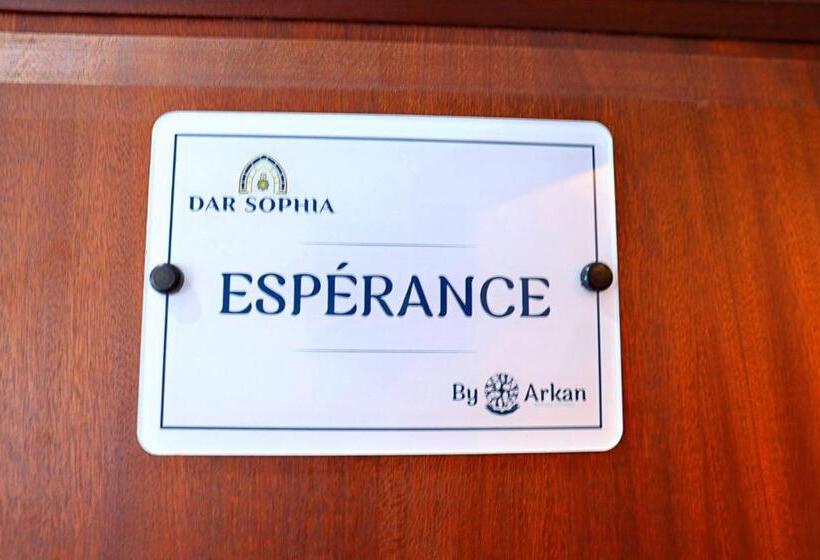 DAR SOPHIA
ESPÉRANCE
By Arkan